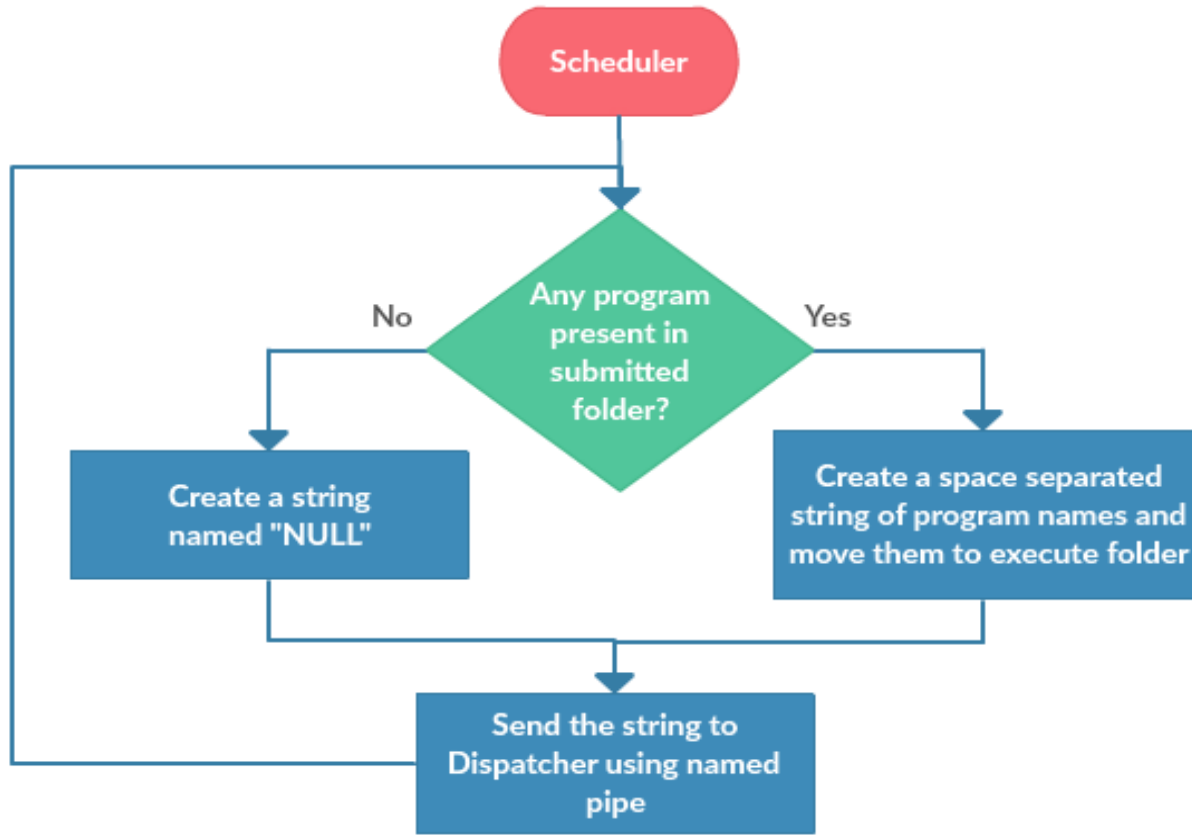 Scheduler
Any program
present in
submitted
folder?
No
Yes
Create a string
named "NULL"
Create a space separated
string of program names and
move them to execute folder
Send the string to
Dispatcher using named
pipe